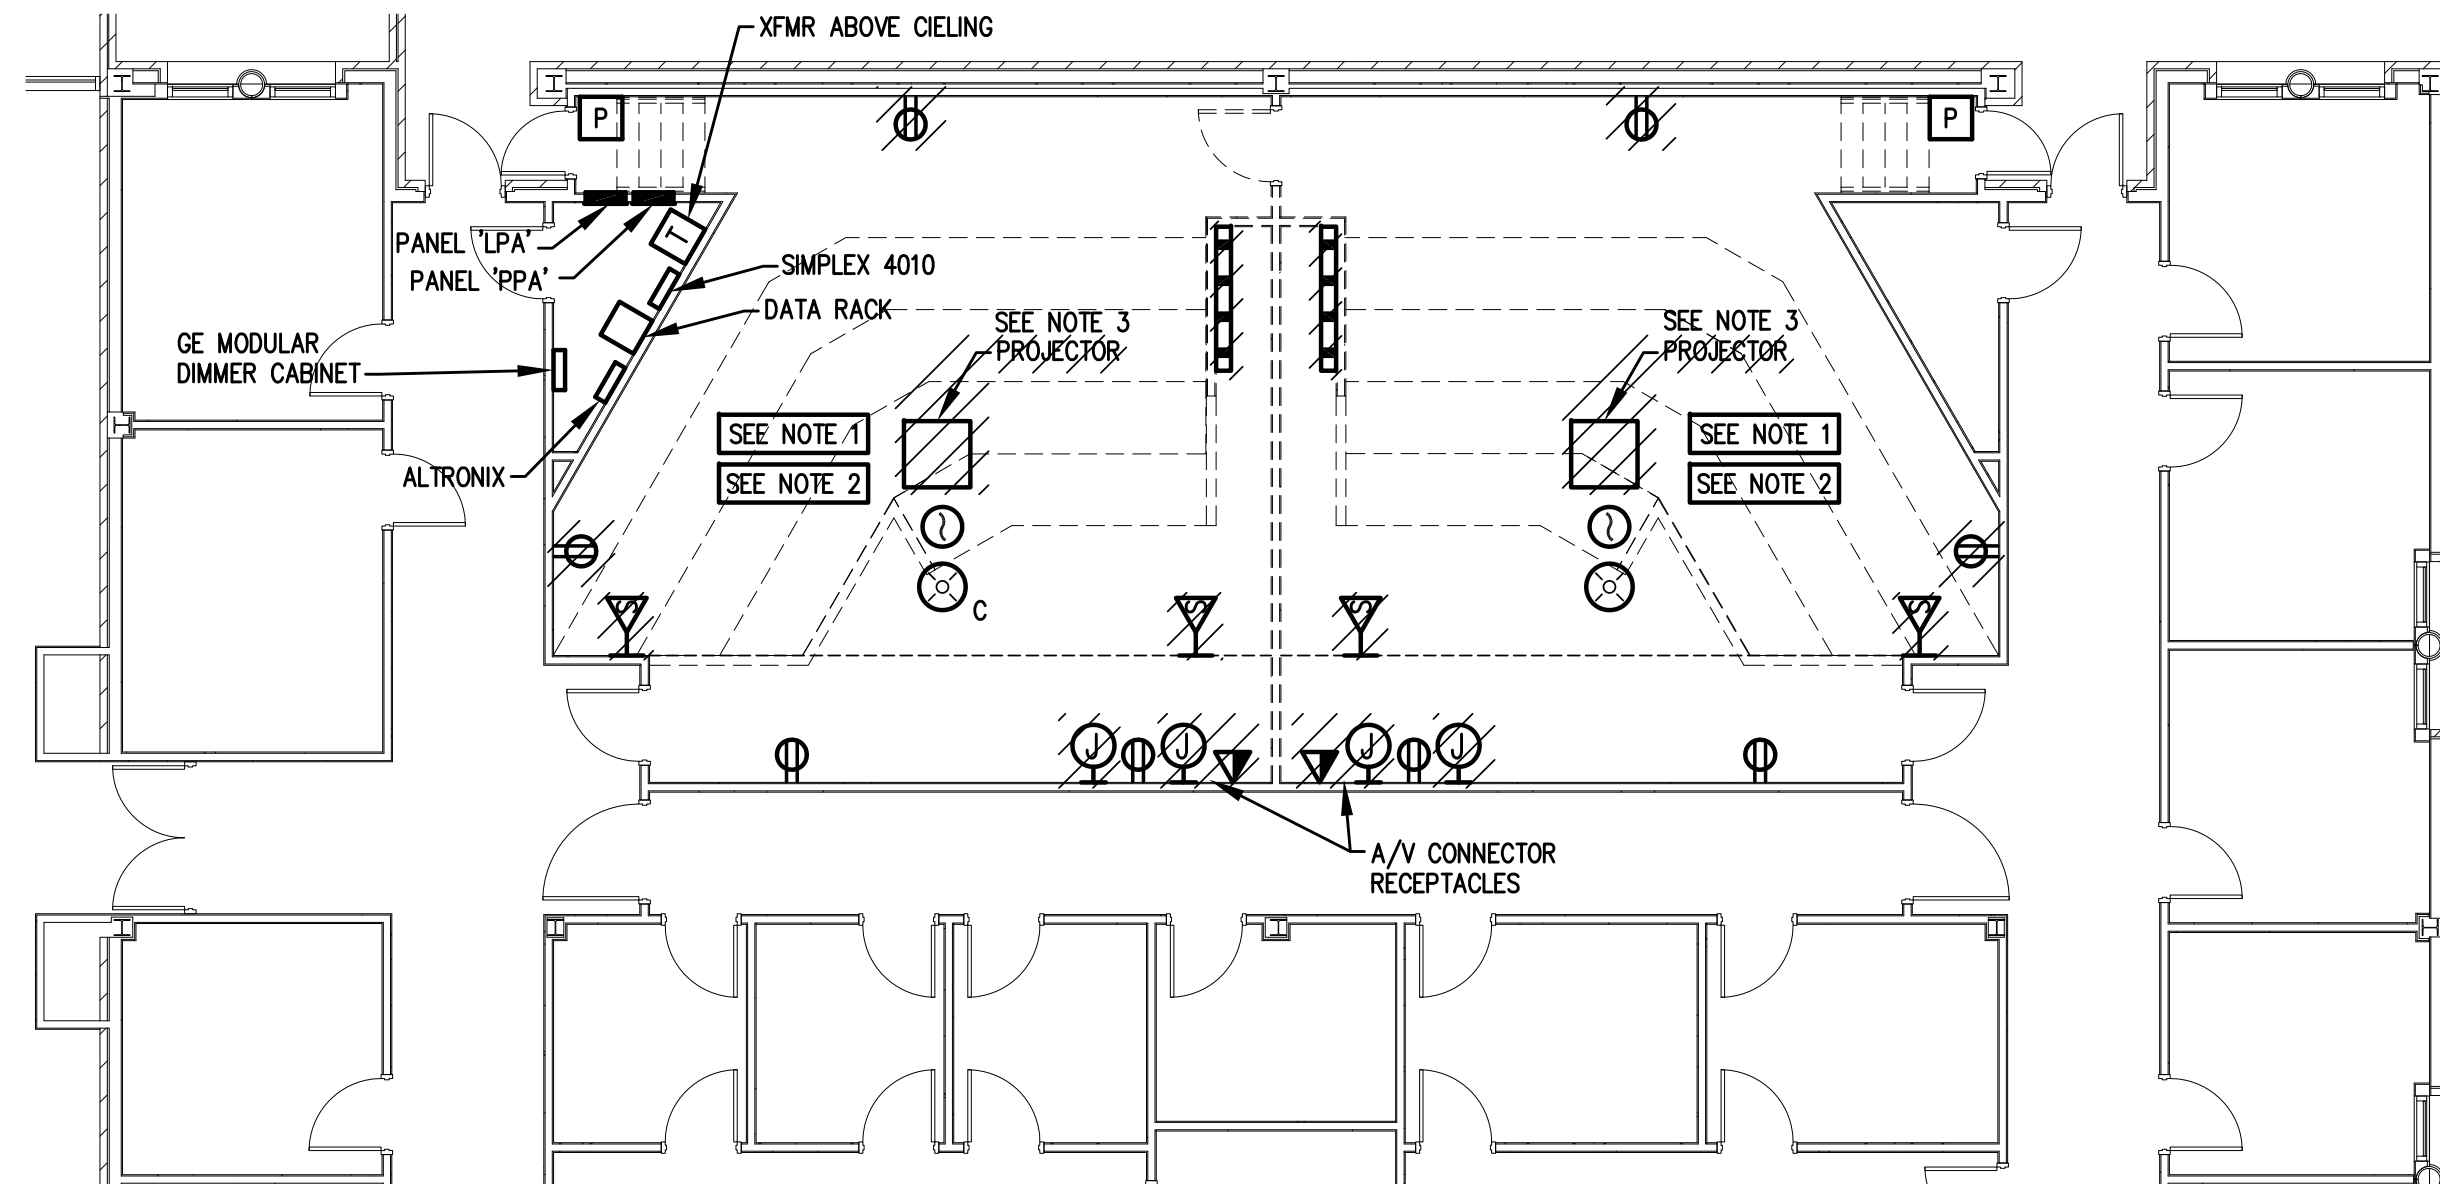 XFMR ABOVE CIELING
P
P
PANEL 'LPA'
PANEL 'PPA'
T
SIMPLEX 4010
DATA RACK
GE MODULAR
DIMMER CABINET
ALTRONIX
SEE NOTE 3
PROJECTOR
SEE NOTE 3
PROJECTOR
SEE NOTE 1
SEE NOTE 2
SEE NOTE 1
SEE NOTE 2
C
S
S
S
S
J
J
J
J
A/V CONNECTOR
RECEPTACLES